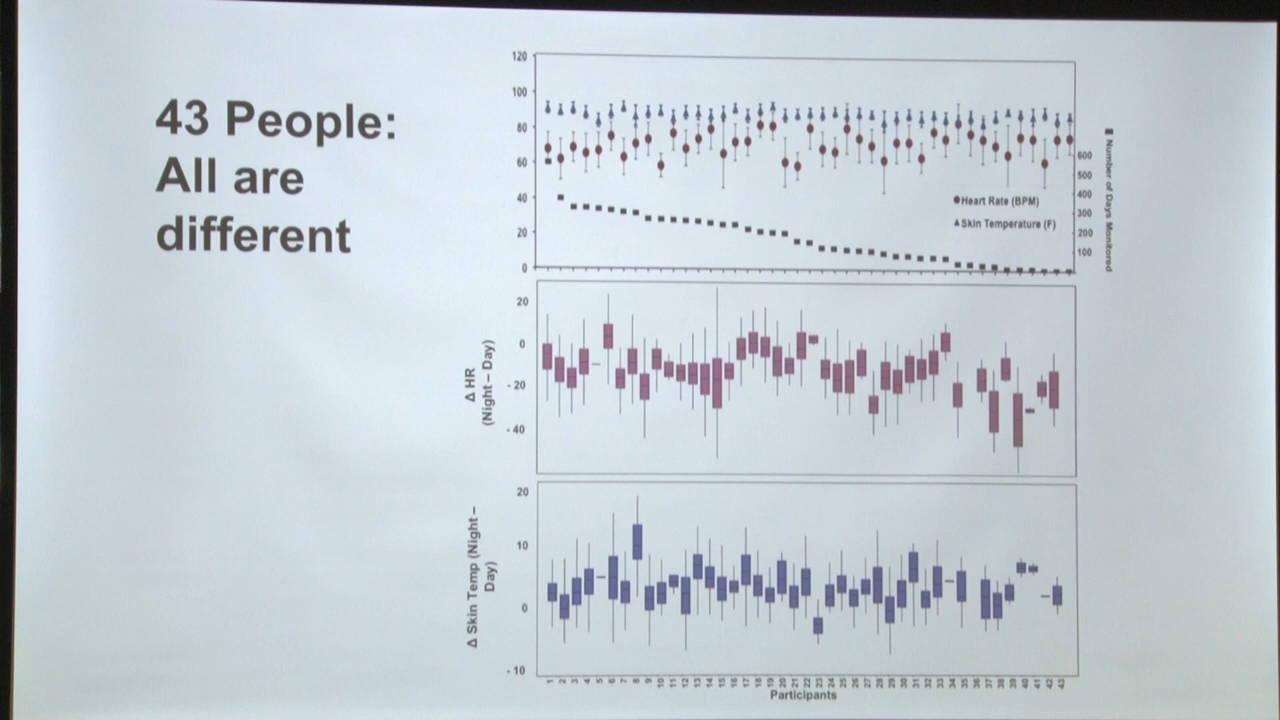 43 People:
All are
different
120
100
80
60
40
20
0
600
500
400
300
200
100
Number of Days Monitored
Heart Rate (BPM)
Skin Temperature (F)
20
0
- 20
- 40
Δ HR
(Night – Day)
20
10
0
- 10
Δ Skin Temp (Night –
Day)
1 2 3 4 5 6 7 8 9 10 11 12 13 14 15 16 17 18 19 20 21 22 23 24 25 26 27 28 29 30 31 32 33 34 35 36 37 38 39 40 41 42 43
Participants